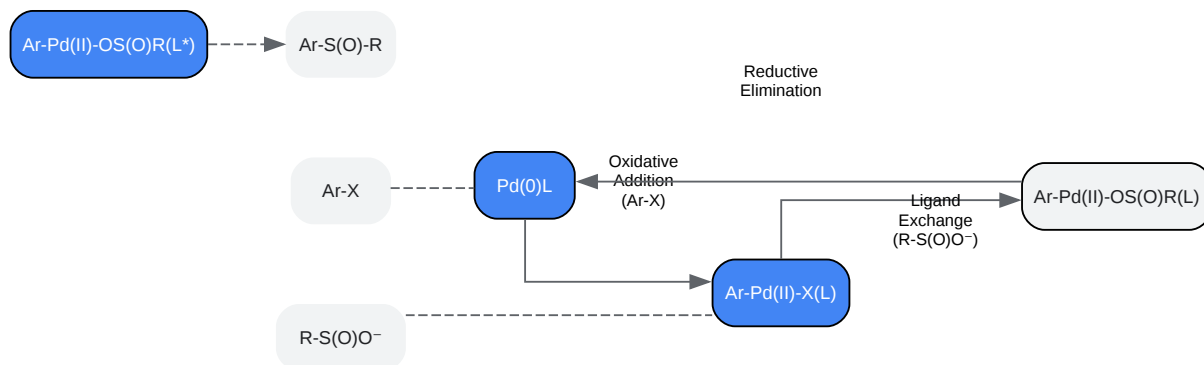 Ar-Pd(II)-OS(O)R(L*)
Ar-S(O)-R
Reductive
Elimination
Ar-X
Pd(0)L
Oxidative
Addition
(Ar-X)
Ar-Pd(II)-OS(O)R(L)
Ligand
Exchange
(R-S(O)O⁻)
Ar-Pd(II)-X(L)
R-S(O)O⁻